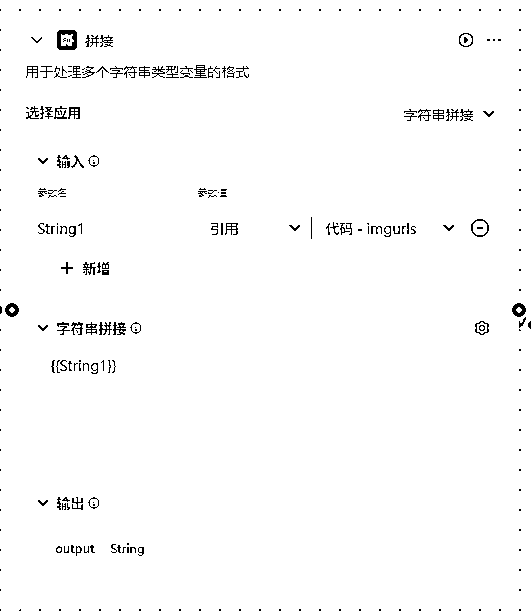 拼接
用于处理多个字符串类型变量的格式
选择应用 字符串拼接
输入
参数名 参数值
String1 引用 代码 - imgurls
+ 新增
字符串拼接
{{String1}}
输出
output String